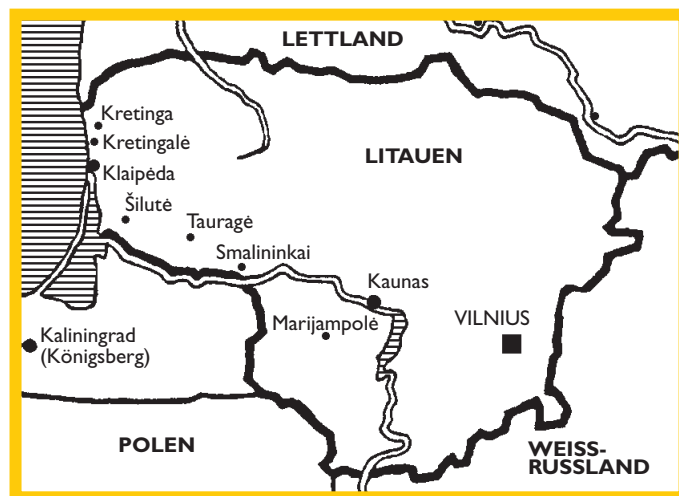 LETTLAND
Kretinga
Kretingalė
LITAUEN
Klaipėda
Šilutė
Tauragė
Smalininkai
Kaunas
Marijampolė
VILNIUS
Kaliningrad
(Königsberg)
POLEN
WEISS-
RUSSLAND